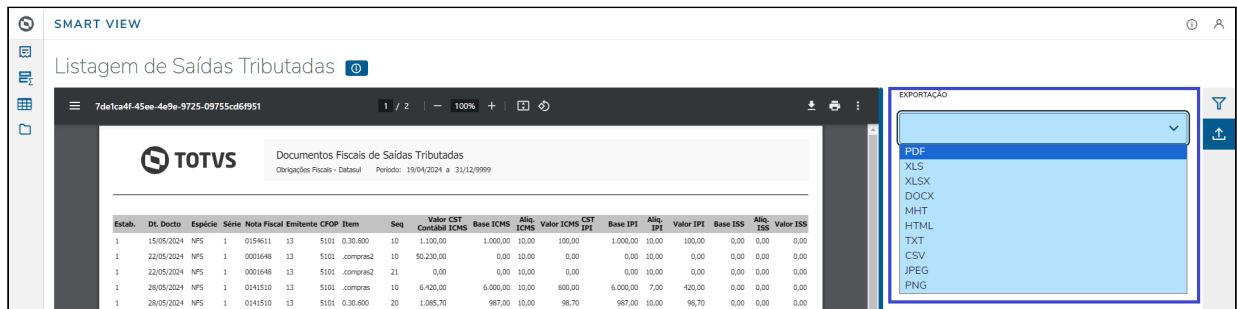 SMART VIEW
Listagem de Saídas Tributadas
7de1ca4f-45ee-4e9e-9725-09755cd6f951 1 / 2 100%
TOTVS
Documentos Fiscais de Saídas Tributadas
Obrigações Fiscais - Datasul Período: 19/04/2024 a 31/12/9999
Estab. Dt. Docto Espécie Série Nota Fiscal Emitente CFOP Item Seq Valor Contábil CST ICMS Base ICMS Aliq. ICMS Valor ICMS CST IPI Base IPI Aliq. IPI Valor IPI Base ISS Aliq. ISS Valor ISS
1 15/05/2024 NFS 1 0154611 13 5101 0.30.600 10 1.100,00 1.000,00 10,00 100,00 1.000,00 10,00 100,00 0,00 0,00 0,00
1 22/05/2024 NFS 1 0001648 13 5101 .compras2 10 50.230,00 0,00 10,00 0,00 0,00 10,00 0,00 0,00 0,00 0,00
1 22/05/2024 NFS 1 0001648 13 5101 .compras2 21 0,00 0,00 10,00 0,00 0,00 10,00 0,00 0,00 0,00 0,00
1 28/05/2024 NFS 1 0141510 13 5101 .compras 10 6.420,00 6.000,00 10,00 600,00 6.000,00 7,00 420,00 0,00 0,00 0,00
1 28/05/2024 NFS 1 0141510 13 5101 0.30.600 20 1.085,70 987,00 10,00 98,70 987,00 10,00 98,70 0,00 0,00 0,00
EXPORTAÇÃO
PDF
XLS
XLSX
DOCX
MHT
HTML
TXT
CSV
JPEG
PNG